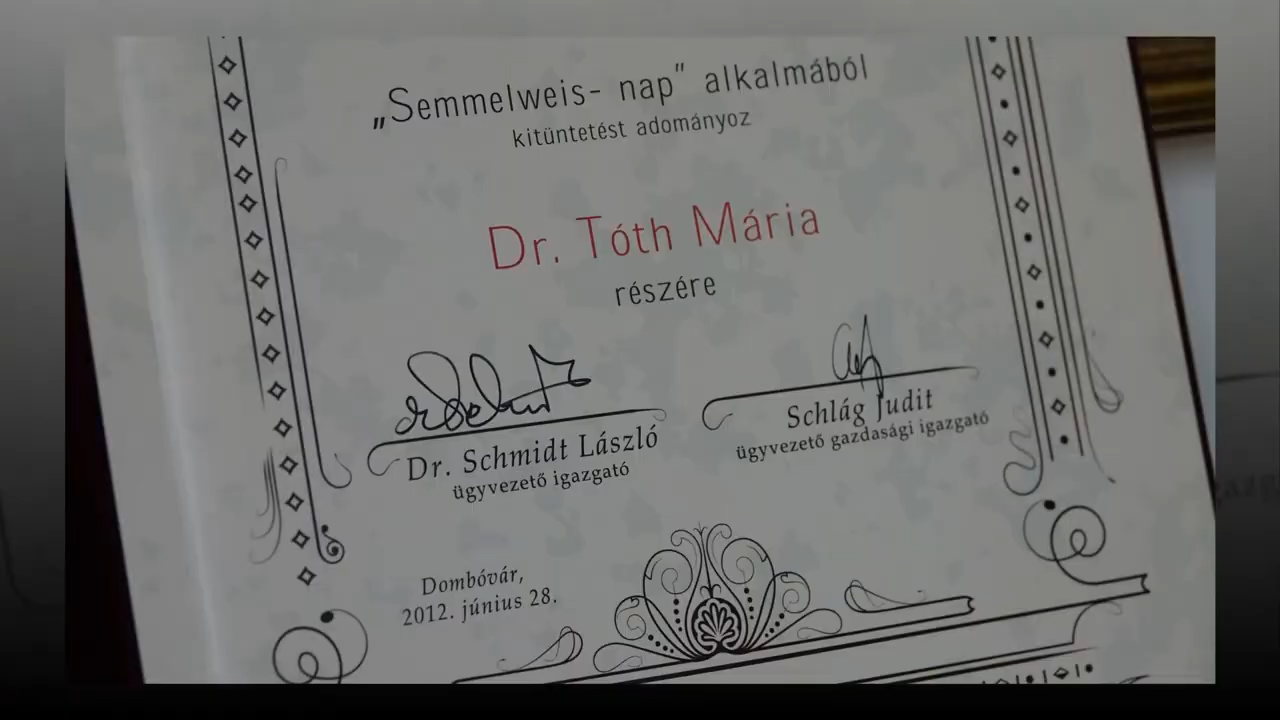 „Semmelweis- nap" alkalmából
kitüntetést adományoz
Dr. Tóth Mária
részére
Dr. Schmidt László
ügyvezető igazgató
Schlág Judit
ügyvezető gazdasági igazgató
Dombóvár,
2012. június 28.